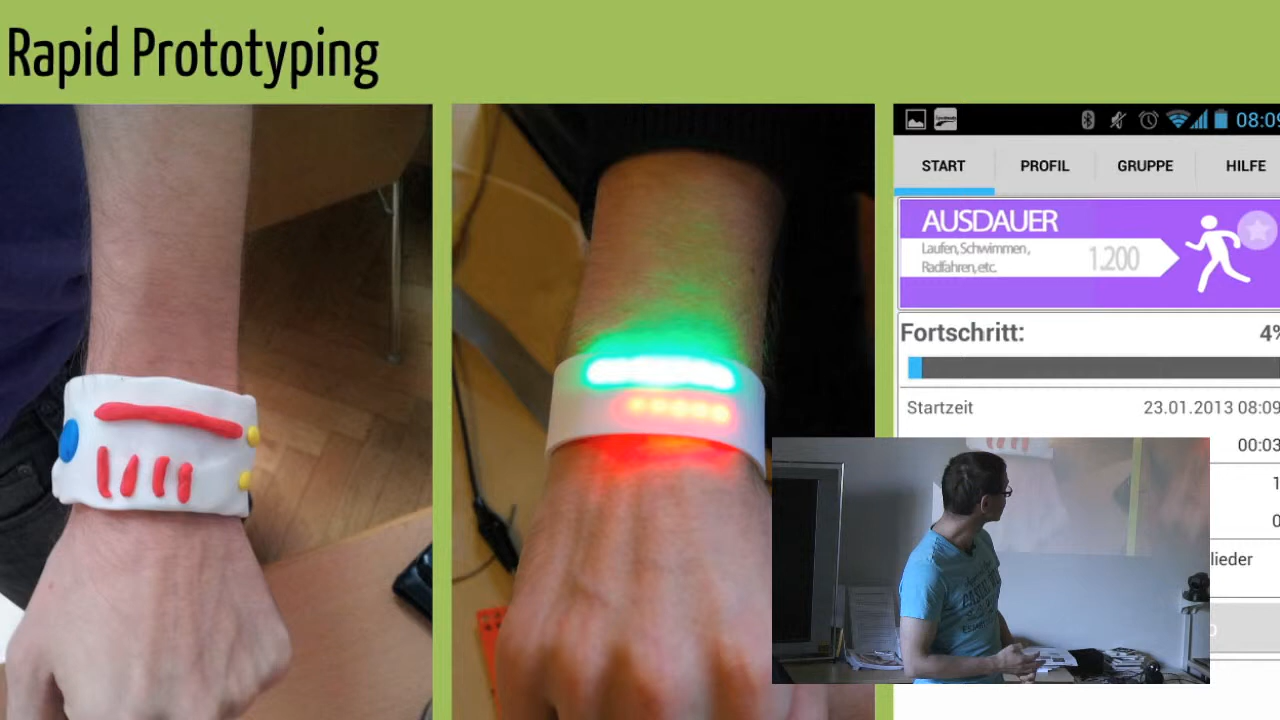 Rapid Prototyping
08:09
START PROFIL GRUPPE HILFE
AUSDAUER
Laufen, Schwimmen,
Radfahren, etc.
1.200
Fortschritt: 4%
Startzeit 23.01.2013 08:09
00:03
1
0
lieder